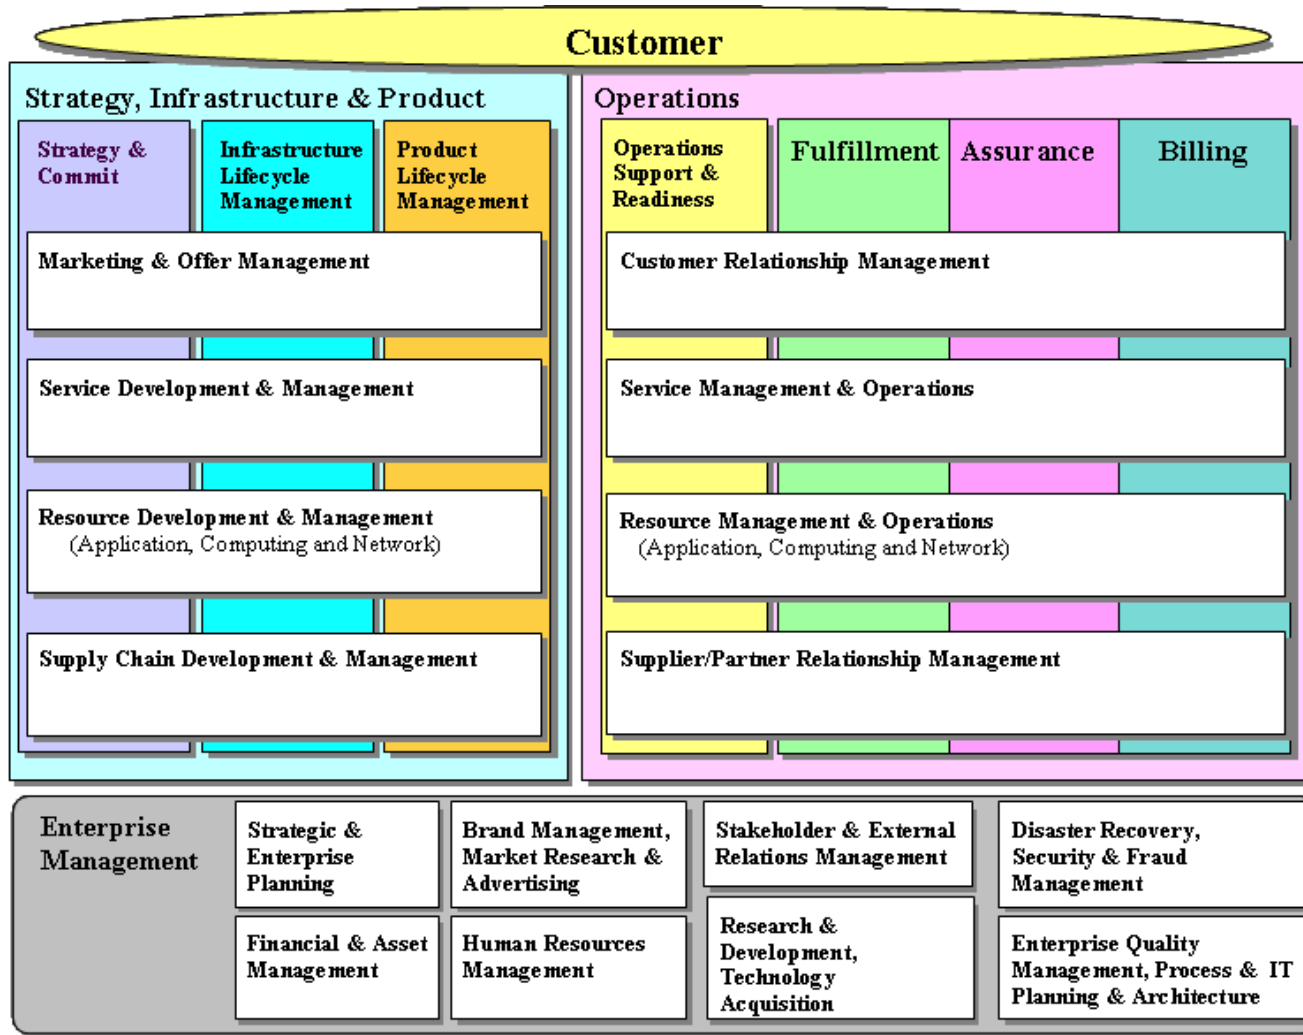 Customer
Strategy, Infrastructure & Product
Strategy &
Commit
Infrastructure
Lifecycle
Management
Product
Lifecycle
Management
Marketing & Offer Management
Service Development & Management
Resource Development & Management
(Application, Computing and Network)
Supply Chain Development & Management
Operations
Operations
Support &
Readiness
Fulfillment
Assurance
Billing
Customer Relationship Management
Service Management & Operations
Resource Management & Operations
(Application, Computing and Network)
Supplier/Partner Relationship Management
Enterprise
Management
Strategic &
Enterprise
Planning
Brand Management,
Market Research &
Advertising
Stakeholder & External
Relations Management
Disaster Recovery,
Security & Fraud
Management
Financial & Asset
Management
Human Resources
Management
Research &
Development,
Technology
Acquisition
Enterprise Quality
Management, Process & IT
Planning & Architecture